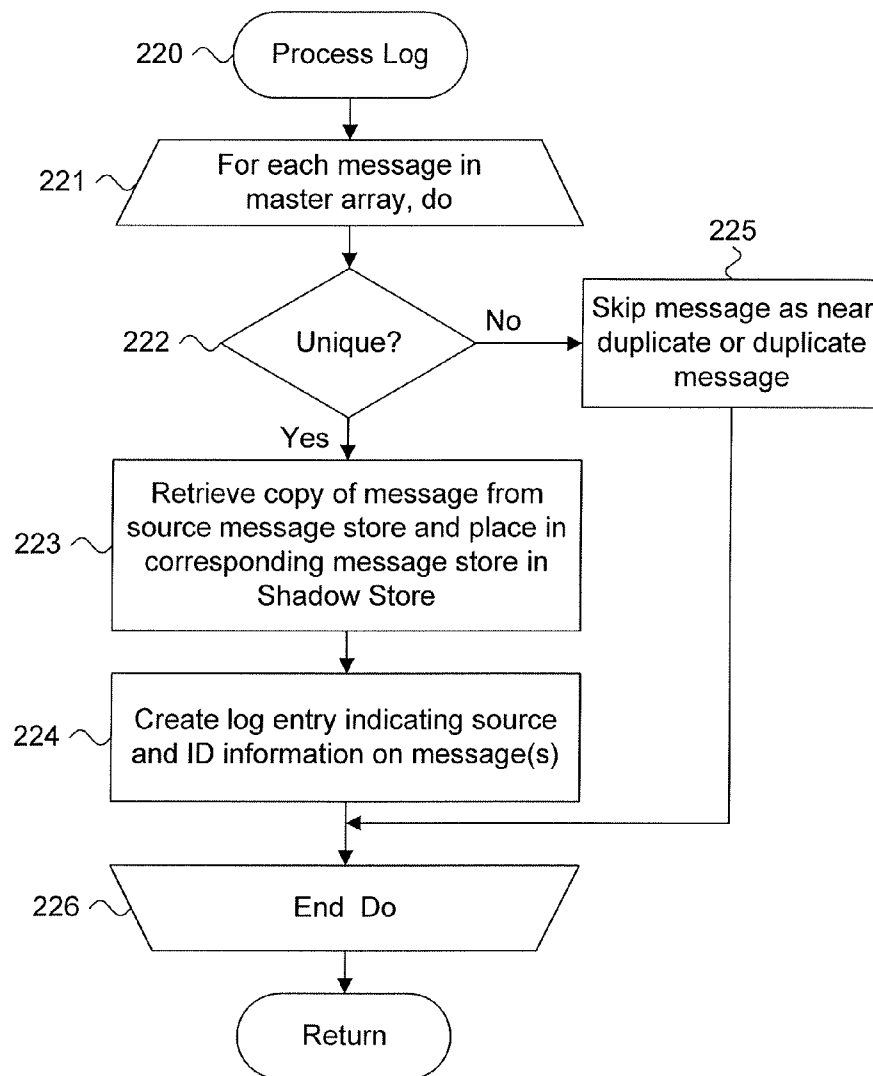 220
Process Log
221
For each message in
master array, do
225
222
Unique?
No
Skip message as near
duplicate or duplicate
message
Yes
223
Retrieve copy of message from
source message store and place in
corresponding message store in
Shadow Store
224
Create log entry indicating source
and ID information on message(s)
226
End Do
Return